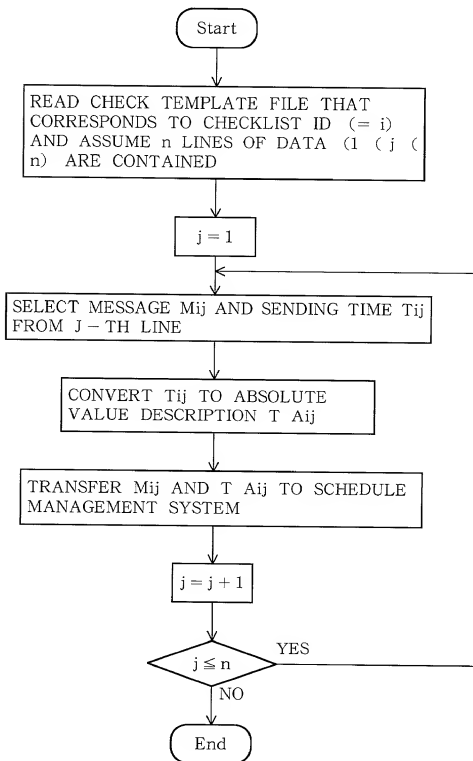 Start
READ CHECK TEMPLATE FILE THAT
CORRESPONDS TO CHECKLIST ID (= i)
AND ASSUME n LINES OF DATA (1 ( j (
n) ARE CONTAINED
j = 1
SELECT MESSAGE Mij AND SENDING TIME Tij
FROM J - TH LINE
CONVERT Tij TO ABSOLUTE
VALUE DESCRIPTION T Aij
TRANSFER Mij AND T Aij TO SCHEDULE
MANAGEMENT SYSTEM
j = j + 1
j ≦ n
YES
NO
End